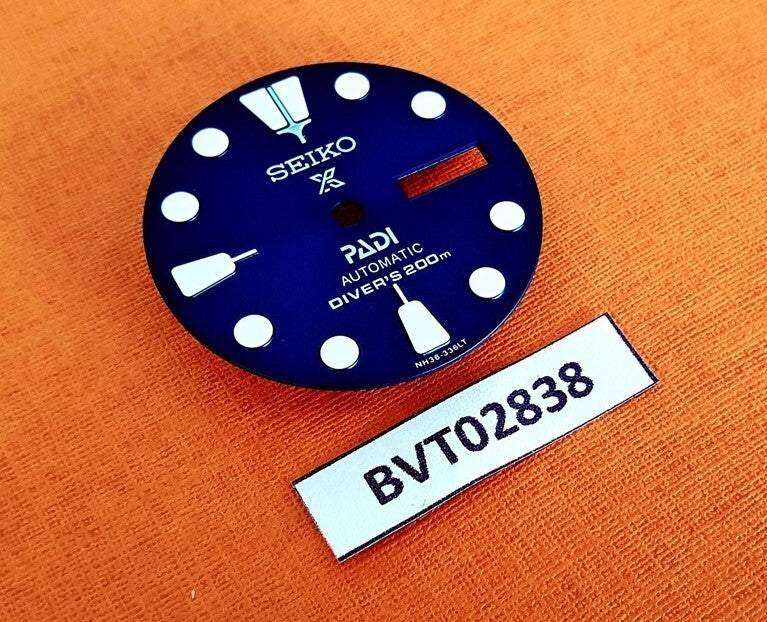 SEIKO
PADI
AUTOMATIC
DIVER'S 200m
NH36-336LT
BVT02838